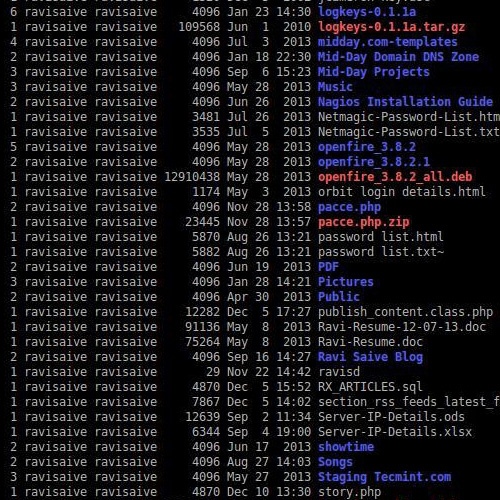 6 ravisaive ravisaive     4096 Jan 23 14:30 logkeys-0.1.1a
1 ravisaive ravisaive   109568 Jun  1  2010 logkeys-0.1.1a.tar.gz
4 ravisaive ravisaive     4096 Jul  3  2013 midday.com-templates
2 ravisaive ravisaive     4096 Jan 18 22:30 Mid-Day Domain DNS Zone
3 ravisaive ravisaive     4096 Sep  6 15:23 Mid-Day Projects
3 ravisaive ravisaive     4096 May 28  2013 Music
2 ravisaive ravisaive     4096 Jun 26  2013 Nagios Installation Guide
1 ravisaive ravisaive     3481 Jul 26  2013 Netmagic-Password-List.htm
1 ravisaive ravisaive     3535 Jul  5  2013 Netmagic-Password-List.txt
5 ravisaive ravisaive     4096 May 28  2013 openfire_3.8.2
2 ravisaive ravisaive     4096 May 28  2013 openfire_3.8.2.1
1 ravisaive ravisaive 12910438 May 28  2013 openfire_3.8.2_all.deb
1 ravisaive ravisaive     1174 May  3  2013 orbit login details.html
2 ravisaive ravisaive     4096 Nov 28 13:58 pacce.php
1 ravisaive ravisaive    23445 Nov 28 13:57 pacce.php.zip
1 ravisaive ravisaive     5870 Aug 26 13:21 password list.html
1 ravisaive ravisaive     5882 Aug 26 13:21 password list.txt~
2 ravisaive ravisaive     4096 Jun 19  2013 PDF
3 ravisaive ravisaive     4096 Jan 28 14:21 Pictures
2 ravisaive ravisaive     4096 Apr 30  2013 Public
1 ravisaive ravisaive    12282 Dec  5 17:27 publish_content.class.php
1 ravisaive ravisaive    91136 May  8  2013 Ravi-Resume-12-07-13.doc
1 ravisaive ravisaive    75264 May  8  2013 Ravi-Resume.doc
2 ravisaive ravisaive     4096 Sep 16 14:27 Ravi Saive Blog
1 ravisaive ravisaive       29 Nov 22 14:42 ravisd
1 ravisaive ravisaive     4870 Dec  5 15:52 RX_ARTICLES.sql
1 ravisaive ravisaive     7867 Dec  5 14:02 section_rss_feeds_latest_f
1 ravisaive ravisaive    12639 Sep  2 11:34 Server-IP-Details.ods
1 ravisaive ravisaive     6344 Sep  4 19:00 Server-IP-Details.xlsx
2 ravisaive ravisaive     4096 Jun 17  2013 showtime
2 ravisaive ravisaive     4096 Aug 27 14:03 Songs
3 ravisaive ravisaive     4096 May 27  2013 Staging Tecmint.com
1 ravisaive ravisaive     4870 Dec 10 13:30 story.php